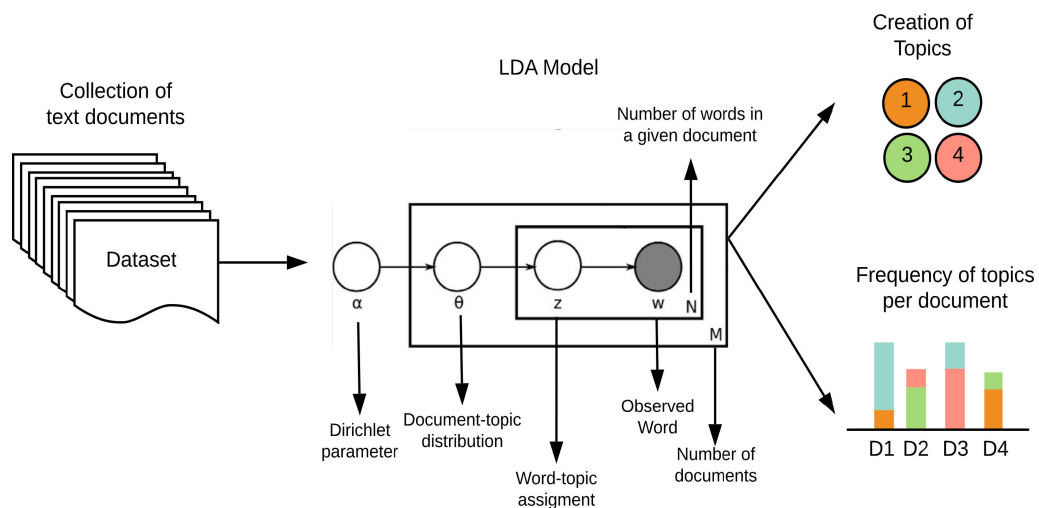 Collection of
text documents
Dataset
LDA Model
Number of words in
a given document
α
θ
z
w
N
M
Dirichlet
parameter
Document-topic
distribution
Word-topic
assigment
Observed
Word
Number of
documents
Creation of
Topics
1
2
3
4
Frequency of topics
per document
D1
D2
D3
D4